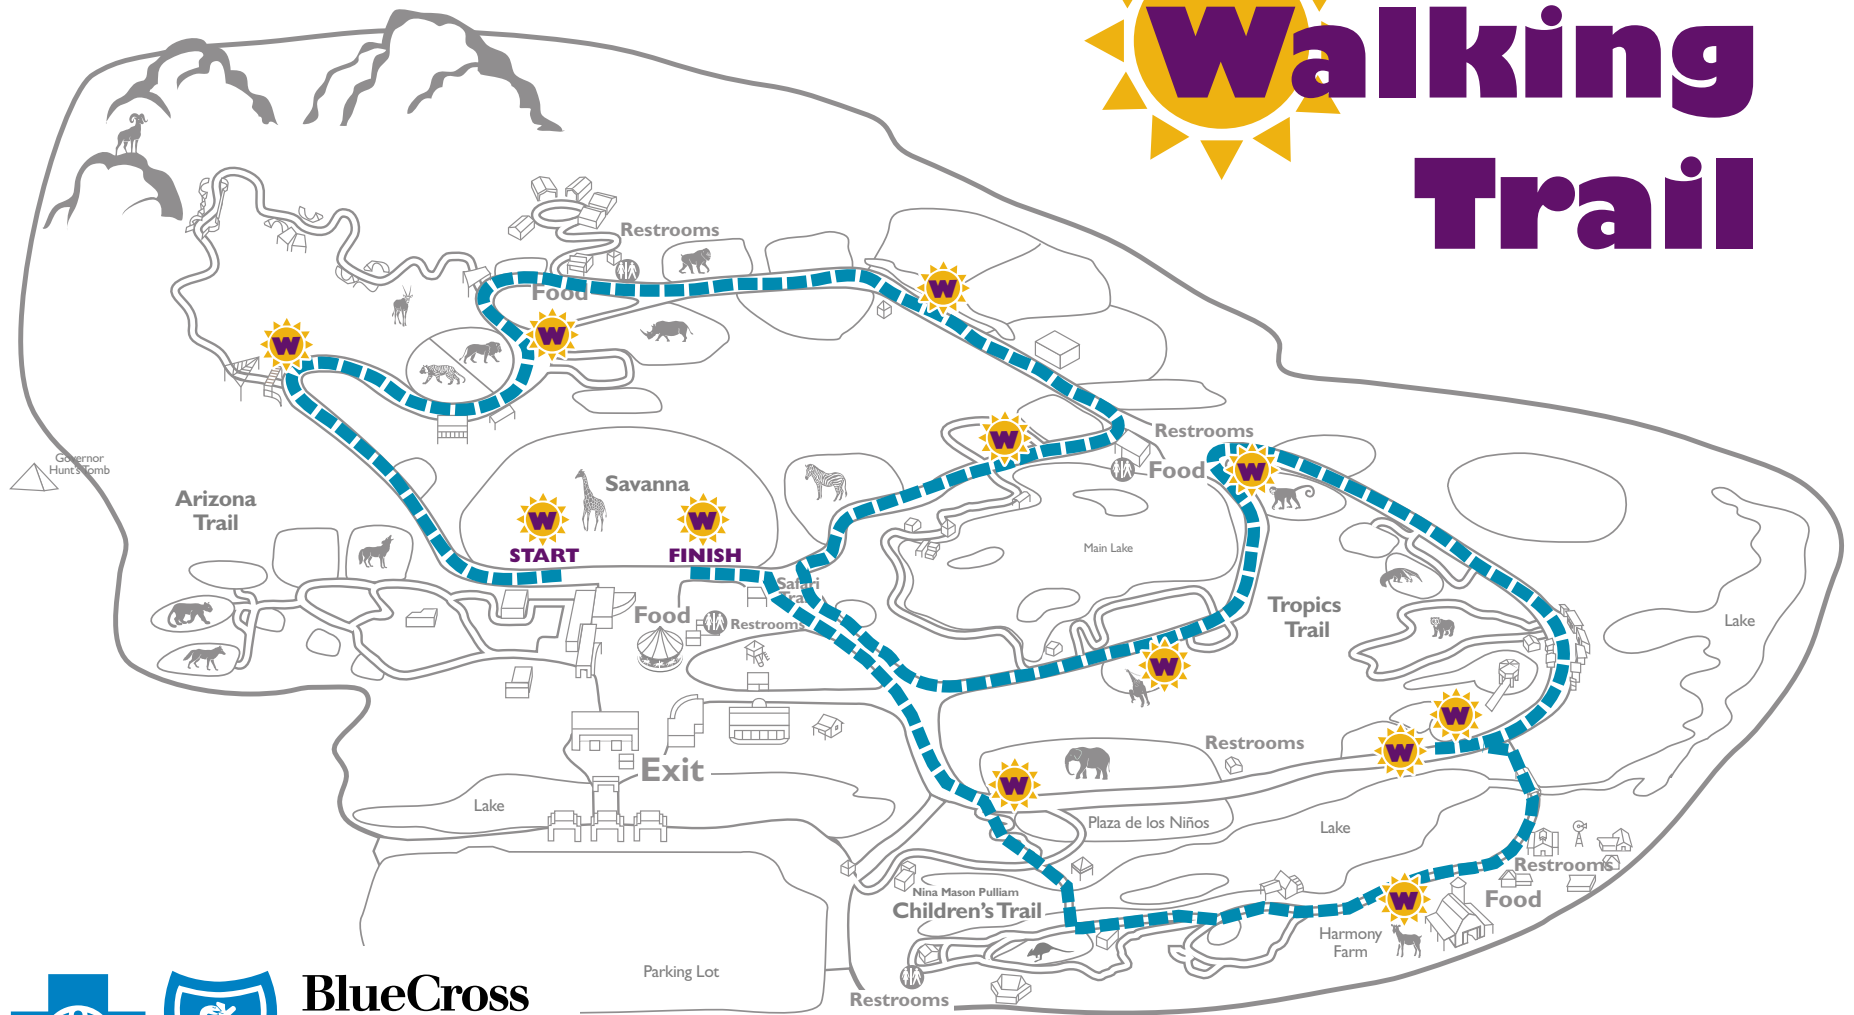 Walking
Trail
Restrooms
Food
W
W
W
W
W
Restrooms
Food
W
Governor
Hunt's Tomb
Arizona
Trail
Savanna
W
START
W
FINISH
Main Lake
Safari
Trail
Food
Restrooms
Tropics
Trail
Lake
W
W
W
Restrooms
Exit
W
Lake
Plaza de los Niños
Lake
Restrooms
Food
W
Nina Mason Pulliam
Children's Trail
Harmony
Farm
Parking Lot
Restrooms
BlueCross